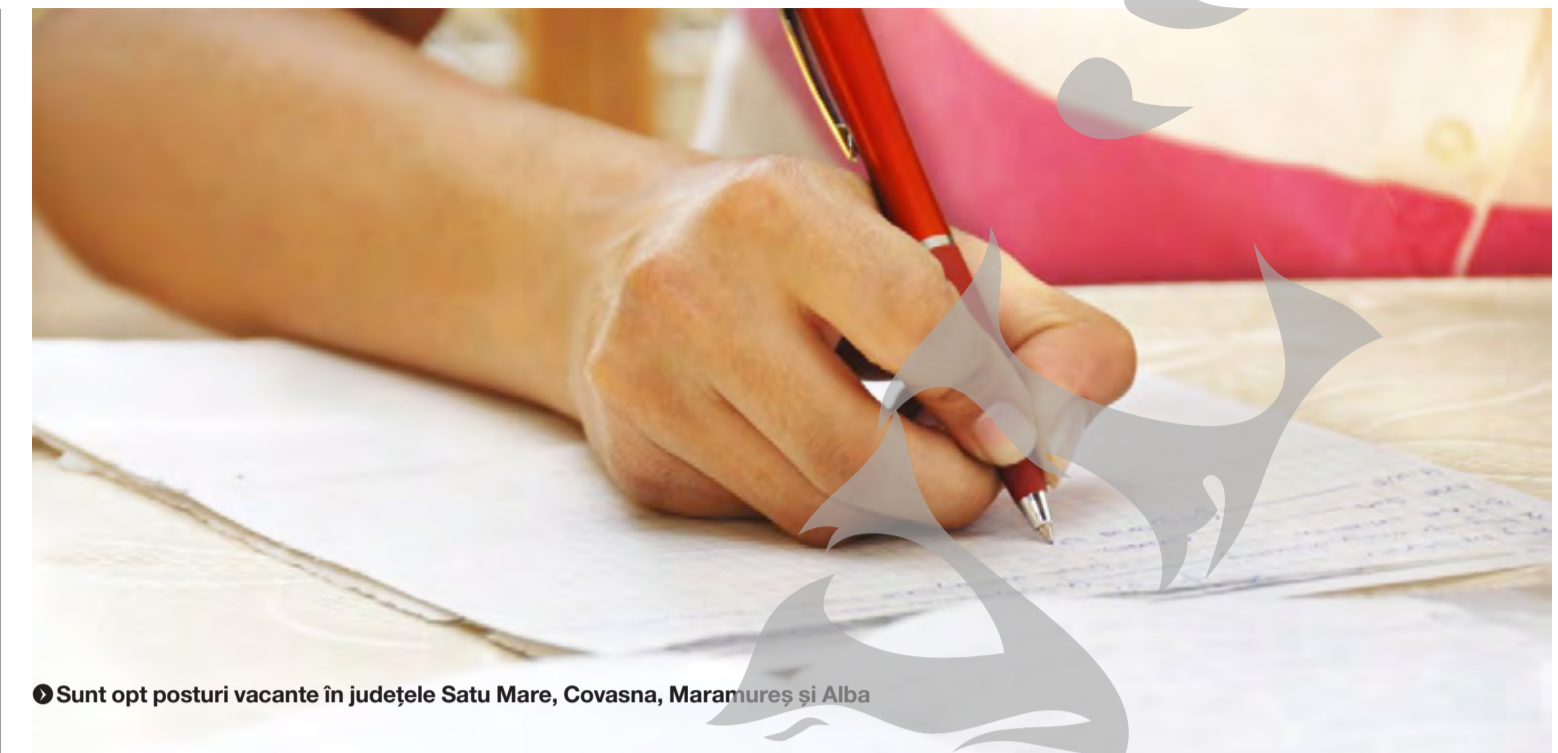 Sunt opt posturi vacante în județele Satu Mare, Covasna, Maramureș și Alba